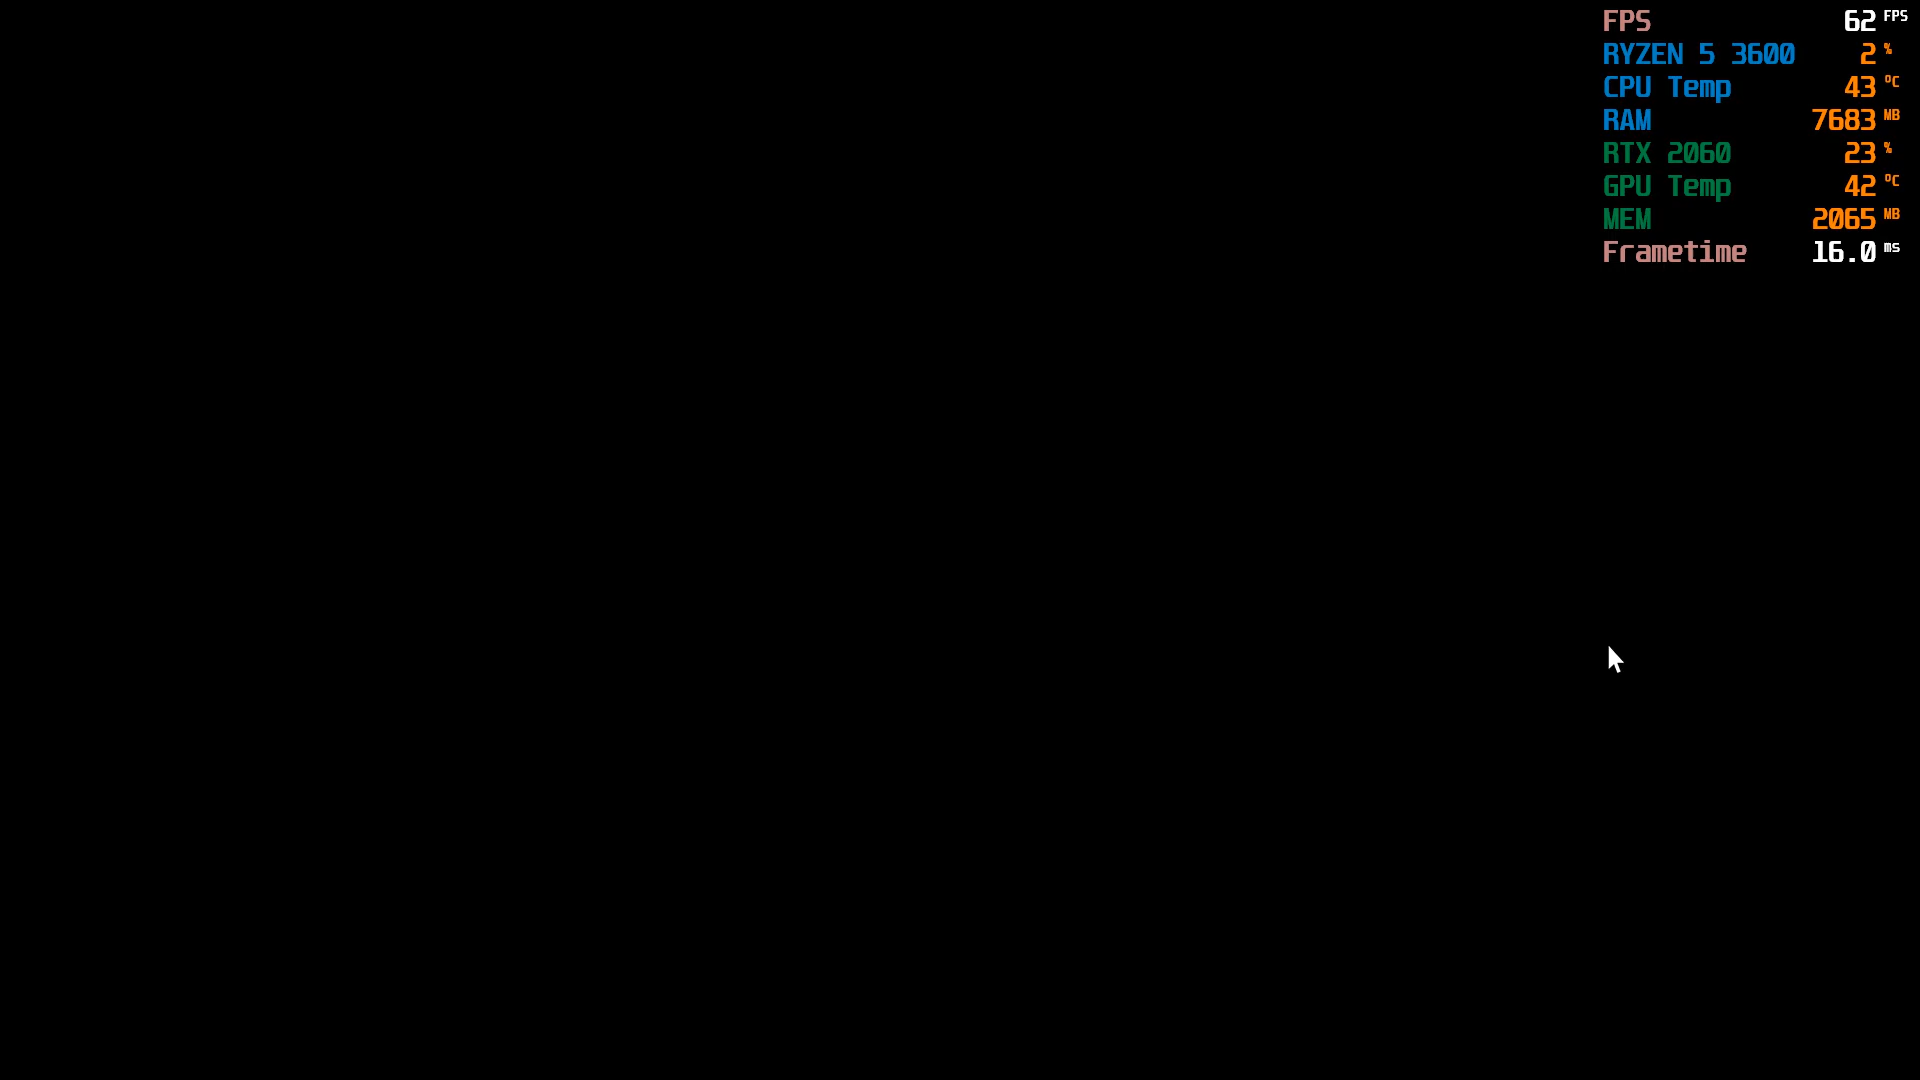 FPS 62 FPS
RYZEN 5 3600 2 %
CPU Temp 43 °C
RAM 7683 MB
RTX 2060 23 %
GPU Temp 42 °C
MEM 2065 MB
Frametime 16.0 ms